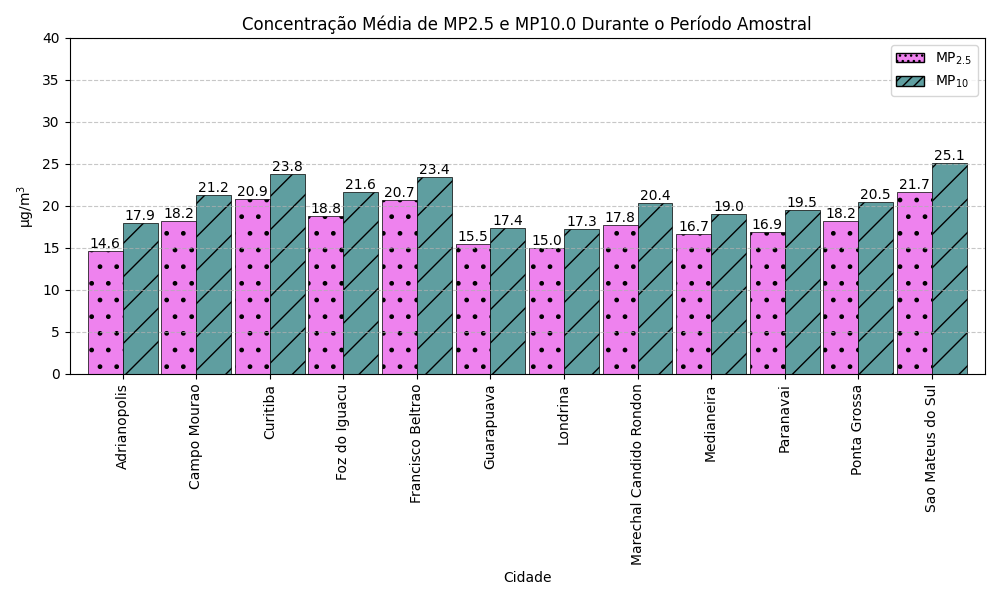 Concentração Média de MP2.5 e MP10.0 Durante o Período Amostral
MP2.5
MP10
µg/m³
40
35
30
25
20
15
10
5
0
14.6 17.9 18.2 21.2 20.9 23.8 18.8 21.6 20.7 23.4 15.5 17.4 15.0 17.3 17.8 20.4 16.7 19.0 16.9 19.5 18.2 20.5 21.7 25.1
Adrianopolis
Campo Mourao
Curitiba
Foz do Iguacu
Francisco Beltrao
Guarapuava
Londrina
Marechal Candido Rondon
Medianeira
Paranavai
Ponta Grossa
Sao Mateus do Sul
Cidade